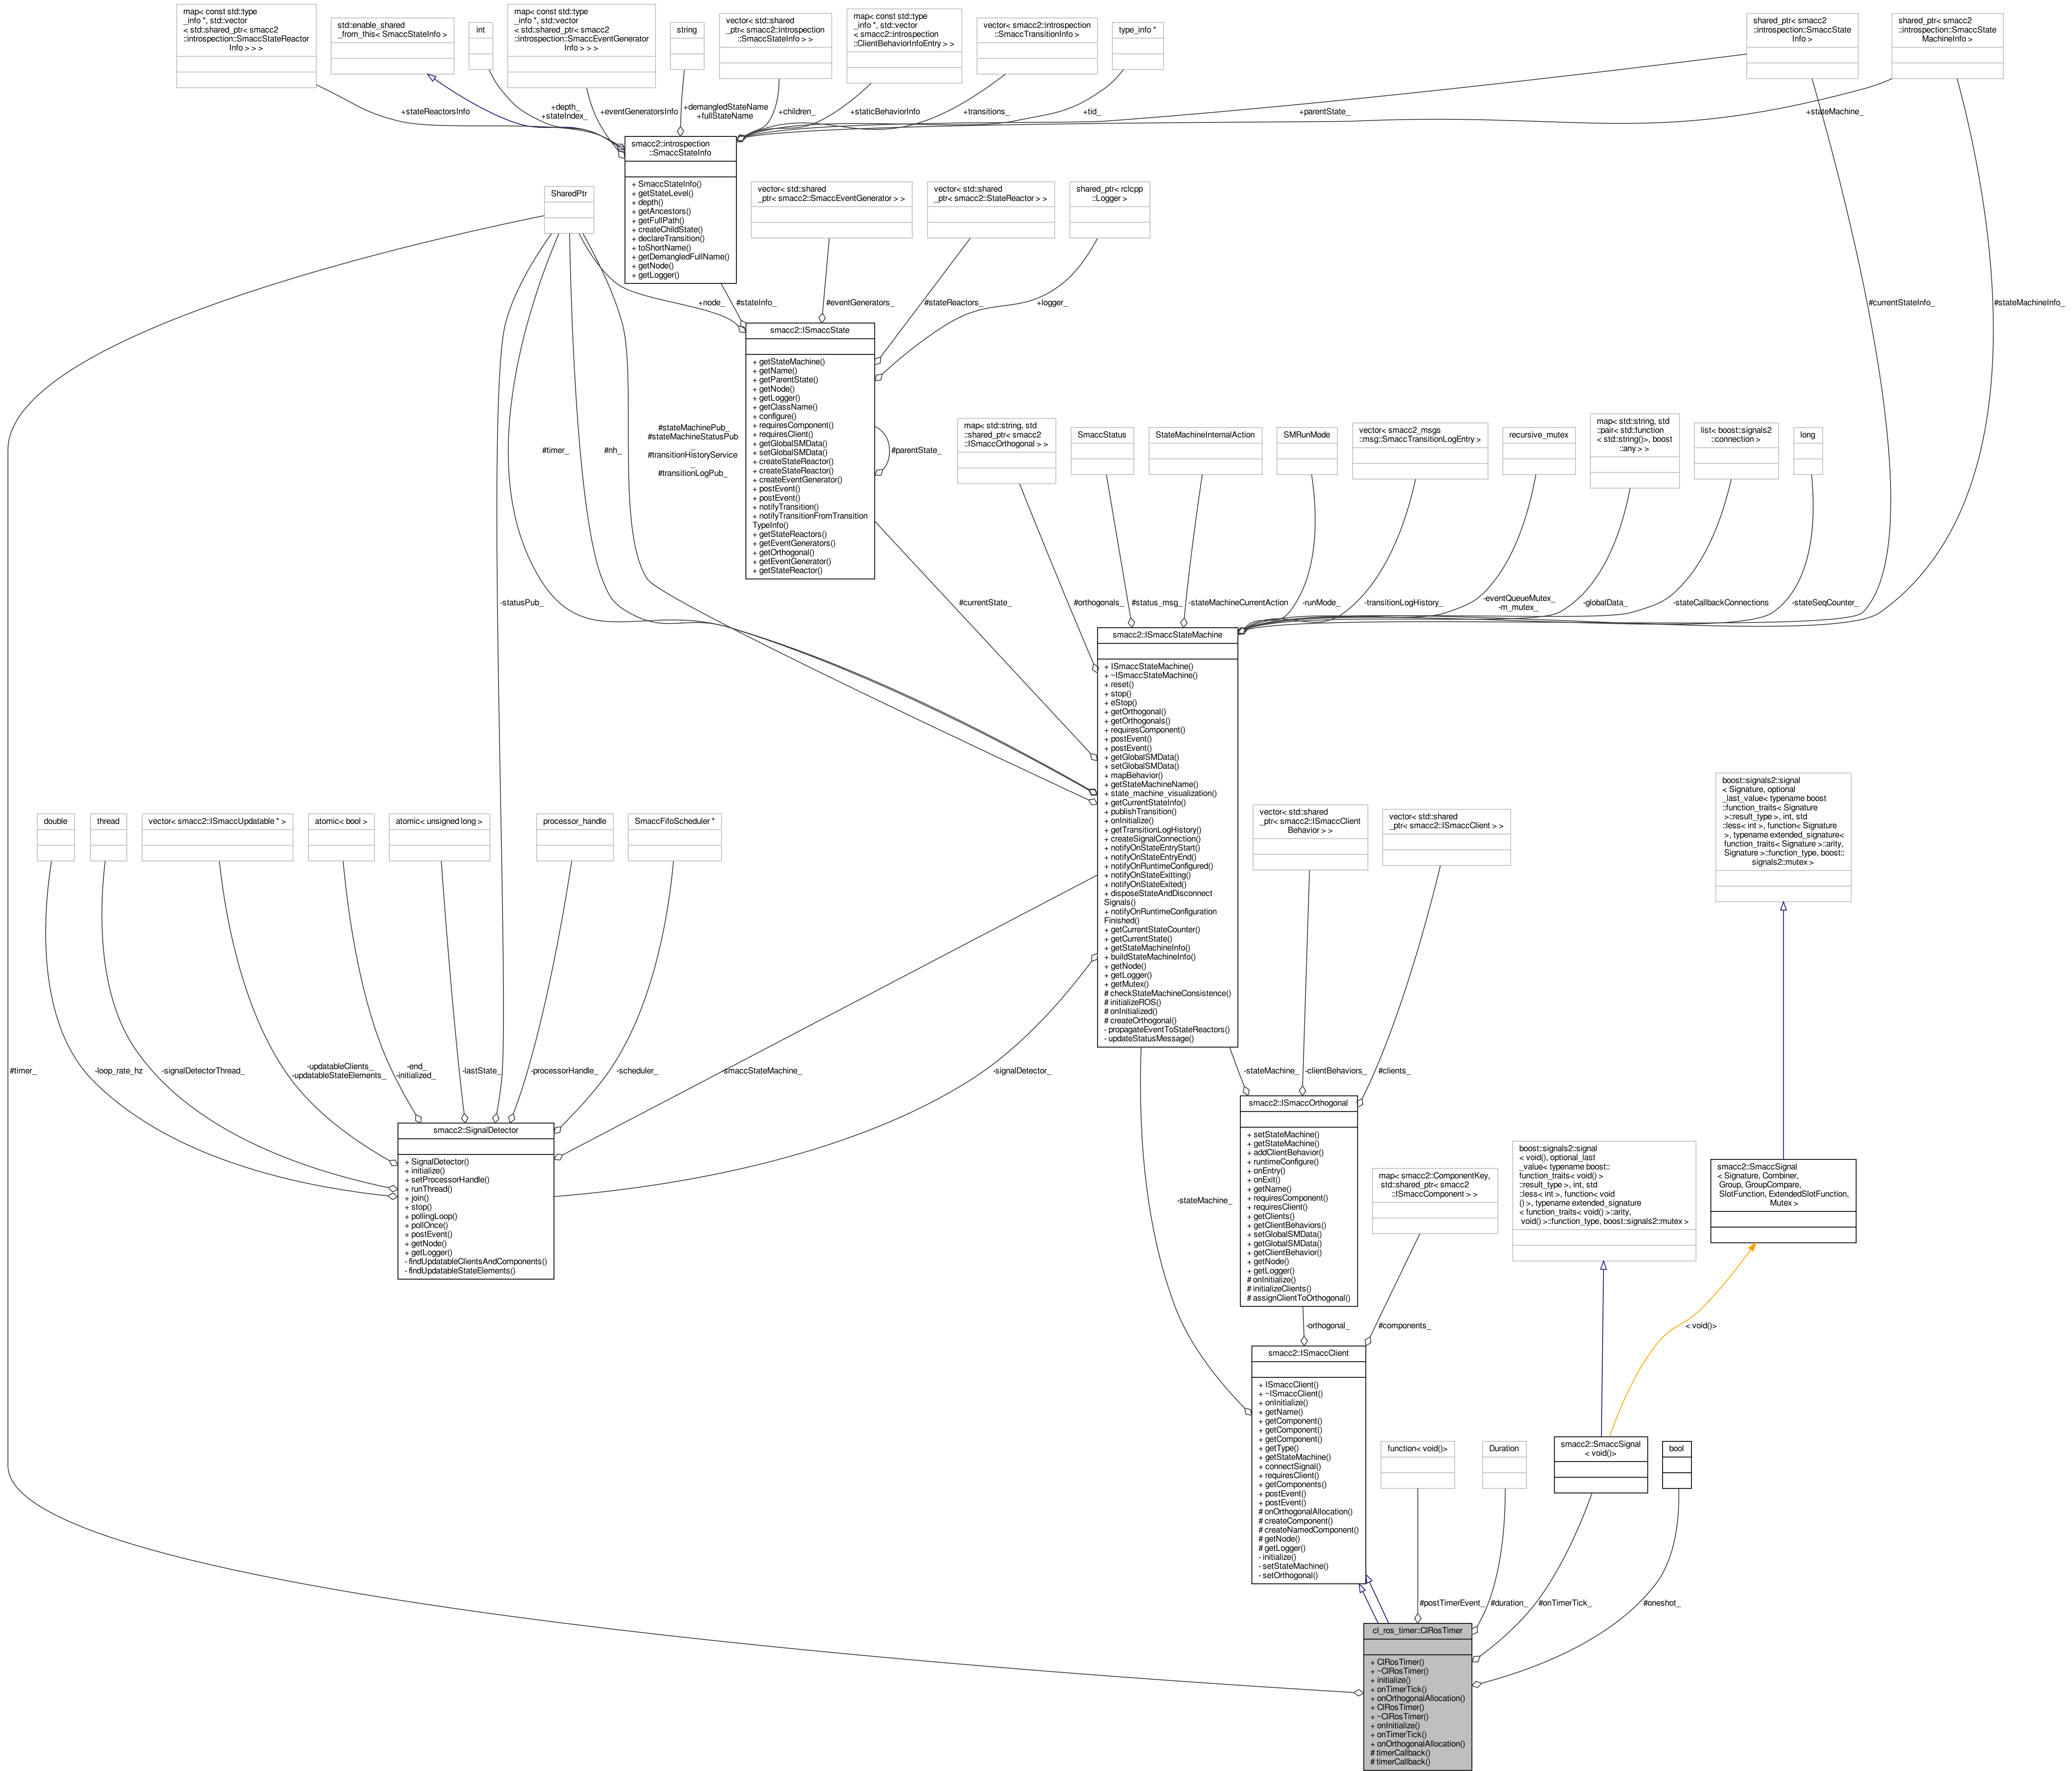 map< const std::type
_info *, std::vector
< std::shared_ptr< smacc2
::introspection::SmaccStateReactor
Info > > >
std::enable_shared
_from_this< SmaccStateInfo >
int
map< const std::type
_info *, std::vector
< std::shared_ptr< smacc2
::introspection::SmaccEventGenerator
Info > > >
string
vector< std::shared
_ptr< smacc2::introspection
::SmaccStateInfo > >
map< const std::type
_info *, std::vector
< smacc2::introspection
::ClientBehaviorInfoEntry > >
vector< smacc2::introspection
::SmaccTransitionInfo >
type_info *
shared_ptr< smacc2
::introspection::SmaccState
Info >
shared_ptr< smacc2
::introspection::SmaccState
MachineInfo >
+stateReactorsInfo
+depth_
+stateIndex_
+eventGeneratorsInfo
+demangledStateName
+fullStateName
+children_
+staticBehaviorInfo
+transitions_
+tid_
+parentState_
+stateMachine_
smacc2::introspection
::SmaccStateInfo
+ SmaccStateInfo()
+ getStateLevel()
+ depth()
+ getAncestors()
+ getFullPath()
+ createChildState()
+ declareTransition()
+ toShortName()
+ getDemangledFullName()
+ getNode()
+ getLogger()
SharedPtr
vector< std::shared
_ptr< smacc2::SmaccEventGenerator > >
vector< std::shared
_ptr< smacc2::StateReactor > >
shared_ptr< rclcpp
::Logger >
+node_
#stateInfo_
#eventGenerators_
#stateReactors_
+logger_
#currentStateInfo_
#stateMachineInfo_
smacc2::ISmaccState
+ getStateMachine()
+ getName()
+ getParentState()
+ getNode()
+ getLogger()
+ getClassName()
+ configure()
+ requiresComponent()
+ requiresClient()
+ getGlobalSMData()
+ setGlobalSMData()
+ createStateReactor()
+ createStateReactor()
+ createEventGenerator()
+ postEvent()
+ postEvent()
+ notifyTransition()
+ notifyTransitionFromTransition
TypeInfo()
+ getStateReactors()
+ getEventGenerators()
+ getOrthogonal()
+ getEventGenerator()
+ getStateReactor()
#parentState_
#timer_
#nh_
#stateMachinePub_
#stateMachineStatusPub
_
#transitionHistoryService
_
#transitionLogPub_
map< std::string, std
::shared_ptr< smacc2
::ISmaccOrthogonal > >
SmaccStatus
StateMachineInternalAction
SMRunMode
vector< smacc2_msgs
::msg::SmaccTransitionLogEntry >
recursive_mutex
map< std::string, std
::pair< std::function
< std::string()>, boost
::any > >
list< boost::signals2
::connection >
long
-statusPub_
#currentState_
#orthogonals_
#status_msg_
-stateMachineCurrentAction
-runMode_
-transitionLogHistory_
-eventQueueMutex_
-m_mutex_
-globalData_
-stateCallbackConnections
-stateSeqCounter_
smacc2::ISmaccStateMachine
+ ISmaccStateMachine()
+ ~ISmaccStateMachine()
+ reset()
+ stop()
+ eStop()
+ getOrthogonal()
+ getOrthogonals()
+ requiresComponent()
+ postEvent()
+ postEvent()
+ getGlobalSMData()
+ setGlobalSMData()
+ mapBehavior()
+ getStateMachineName()
+ state_machine_visualization()
+ getCurrentStateInfo()
+ publishTransition()
+ onInitialize()
+ getTransitionLogHistory()
+ createSignalConnection()
+ notifyOnStateEntryStart()
+ notifyOnStateEntryEnd()
+ notifyOnRuntimeConfigured()
+ notifyOnStateExitting()
+ notifyOnStateExited()
+ disposeStateAndDisconnect
Signals()
+ notifyOnRuntimeConfiguration
Finished()
+ getCurrentStateCounter()
+ getCurrentState()
+ getStateMachineInfo()
+ buildStateMachineInfo()
+ getNode()
+ getLogger()
+ getMutex()
# checkStateMachineConsistence()
# initializeROS()
# onInitialized()
# createOrthogonal()
- propagateEventToStateReactors()
- updateStatusMessage()
double
thread
vector< smacc2::ISmaccUpdatable * >
atomic< bool >
atomic< unsigned long >
processor_handle
SmaccFifoScheduler *
vector< std::shared
_ptr< smacc2::ISmaccClient
Behavior > >
vector< std::shared
_ptr< smacc2::ISmaccClient > >
boost::signals2::signal
< Signature, optional
_last_value< typename boost
::function_traits< Signature
>::result_type >, int, std
::less< int >, function< Signature
>, typename extended_signature<
function_traits< Signature >::arity,
Signature >::function_type, boost::
signals2::mutex >
#timer_
-loop_rate_hz
-signalDetectorThread_
-updatableClients_
-updatableStateElements_
-end_
-initialized_
-lastState_
-processorHandle_
-scheduler_
-smaccStateMachine_
-signalDetector_
-stateMachine_
-clientBehaviors_
#clients_
smacc2::SignalDetector
+ SignalDetector()
+ initialize()
+ setProcessorHandle()
+ runThread()
+ join()
+ stop()
+ pollingLoop()
+ pollOnce()
+ postEvent()
+ getNode()
+ getLogger()
- findUpdatableClientsAndComponents()
- findUpdatableStateElements()
smacc2::ISmaccOrthogonal
+ setStateMachine()
+ getStateMachine()
+ addClientBehavior()
+ runtimeConfigure()
+ onEntry()
+ onExit()
+ getName()
+ requiresComponent()
+ requiresClient()
+ getClients()
+ getClientBehaviors()
+ setGlobalSMData()
+ getGlobalSMData()
+ getClientBehavior()
+ getNode()
+ getLogger()
# onInitialize()
# initializeClients()
# assignClientToOrthogonal()
map< smacc2::ComponentKey,
std::shared_ptr< smacc2
::ISmaccComponent > >
boost::signals2::signal
< void(), optional_last
_value< typename boost::
function_traits< void() >
::result_type >, int, std
::less< int >, function< void
() >, typename extended_signature
< function_traits< void() >::arity,
void() >::function_type, boost::signals2::mutex >
smacc2::SmaccSignal
< Signature, Combiner,
Group, GroupCompare,
SlotFunction, ExtendedSlotFunction,
Mutex >
-stateMachine_
-orthogonal_
#components_
< void()>
smacc2::ISmaccClient
+ ISmaccClient()
+ ~ISmaccClient()
+ onInitialize()
+ getName()
+ getComponent()
+ getComponent()
+ getComponent()
+ getType()
+ getStateMachine()
+ connectSignal()
+ requiresClient()
+ getComponents()
+ postEvent()
+ postEvent()
# onOrthogonalAllocation()
# createComponent()
# createNamedComponent()
# getNode()
# getLogger()
- initialize()
- setStateMachine()
- setOrthogonal()
function< void()>
Duration
smacc2::SmaccSignal
< void()>
bool
#postTimerEvent_
#duration_
#onTimerTick_
#oneshot_
cl_ros_timer::ClRosTimer
+ ClRosTimer()
+ ~ClRosTimer()
+ initialize()
+ onTimerTick()
+ onOrthogonalAllocation()
+ ClRosTimer()
+ ~ClRosTimer()
+ onInitialize()
+ onTimerTick()
+ onOrthogonalAllocation()
# timerCallback()
# timerCallback()